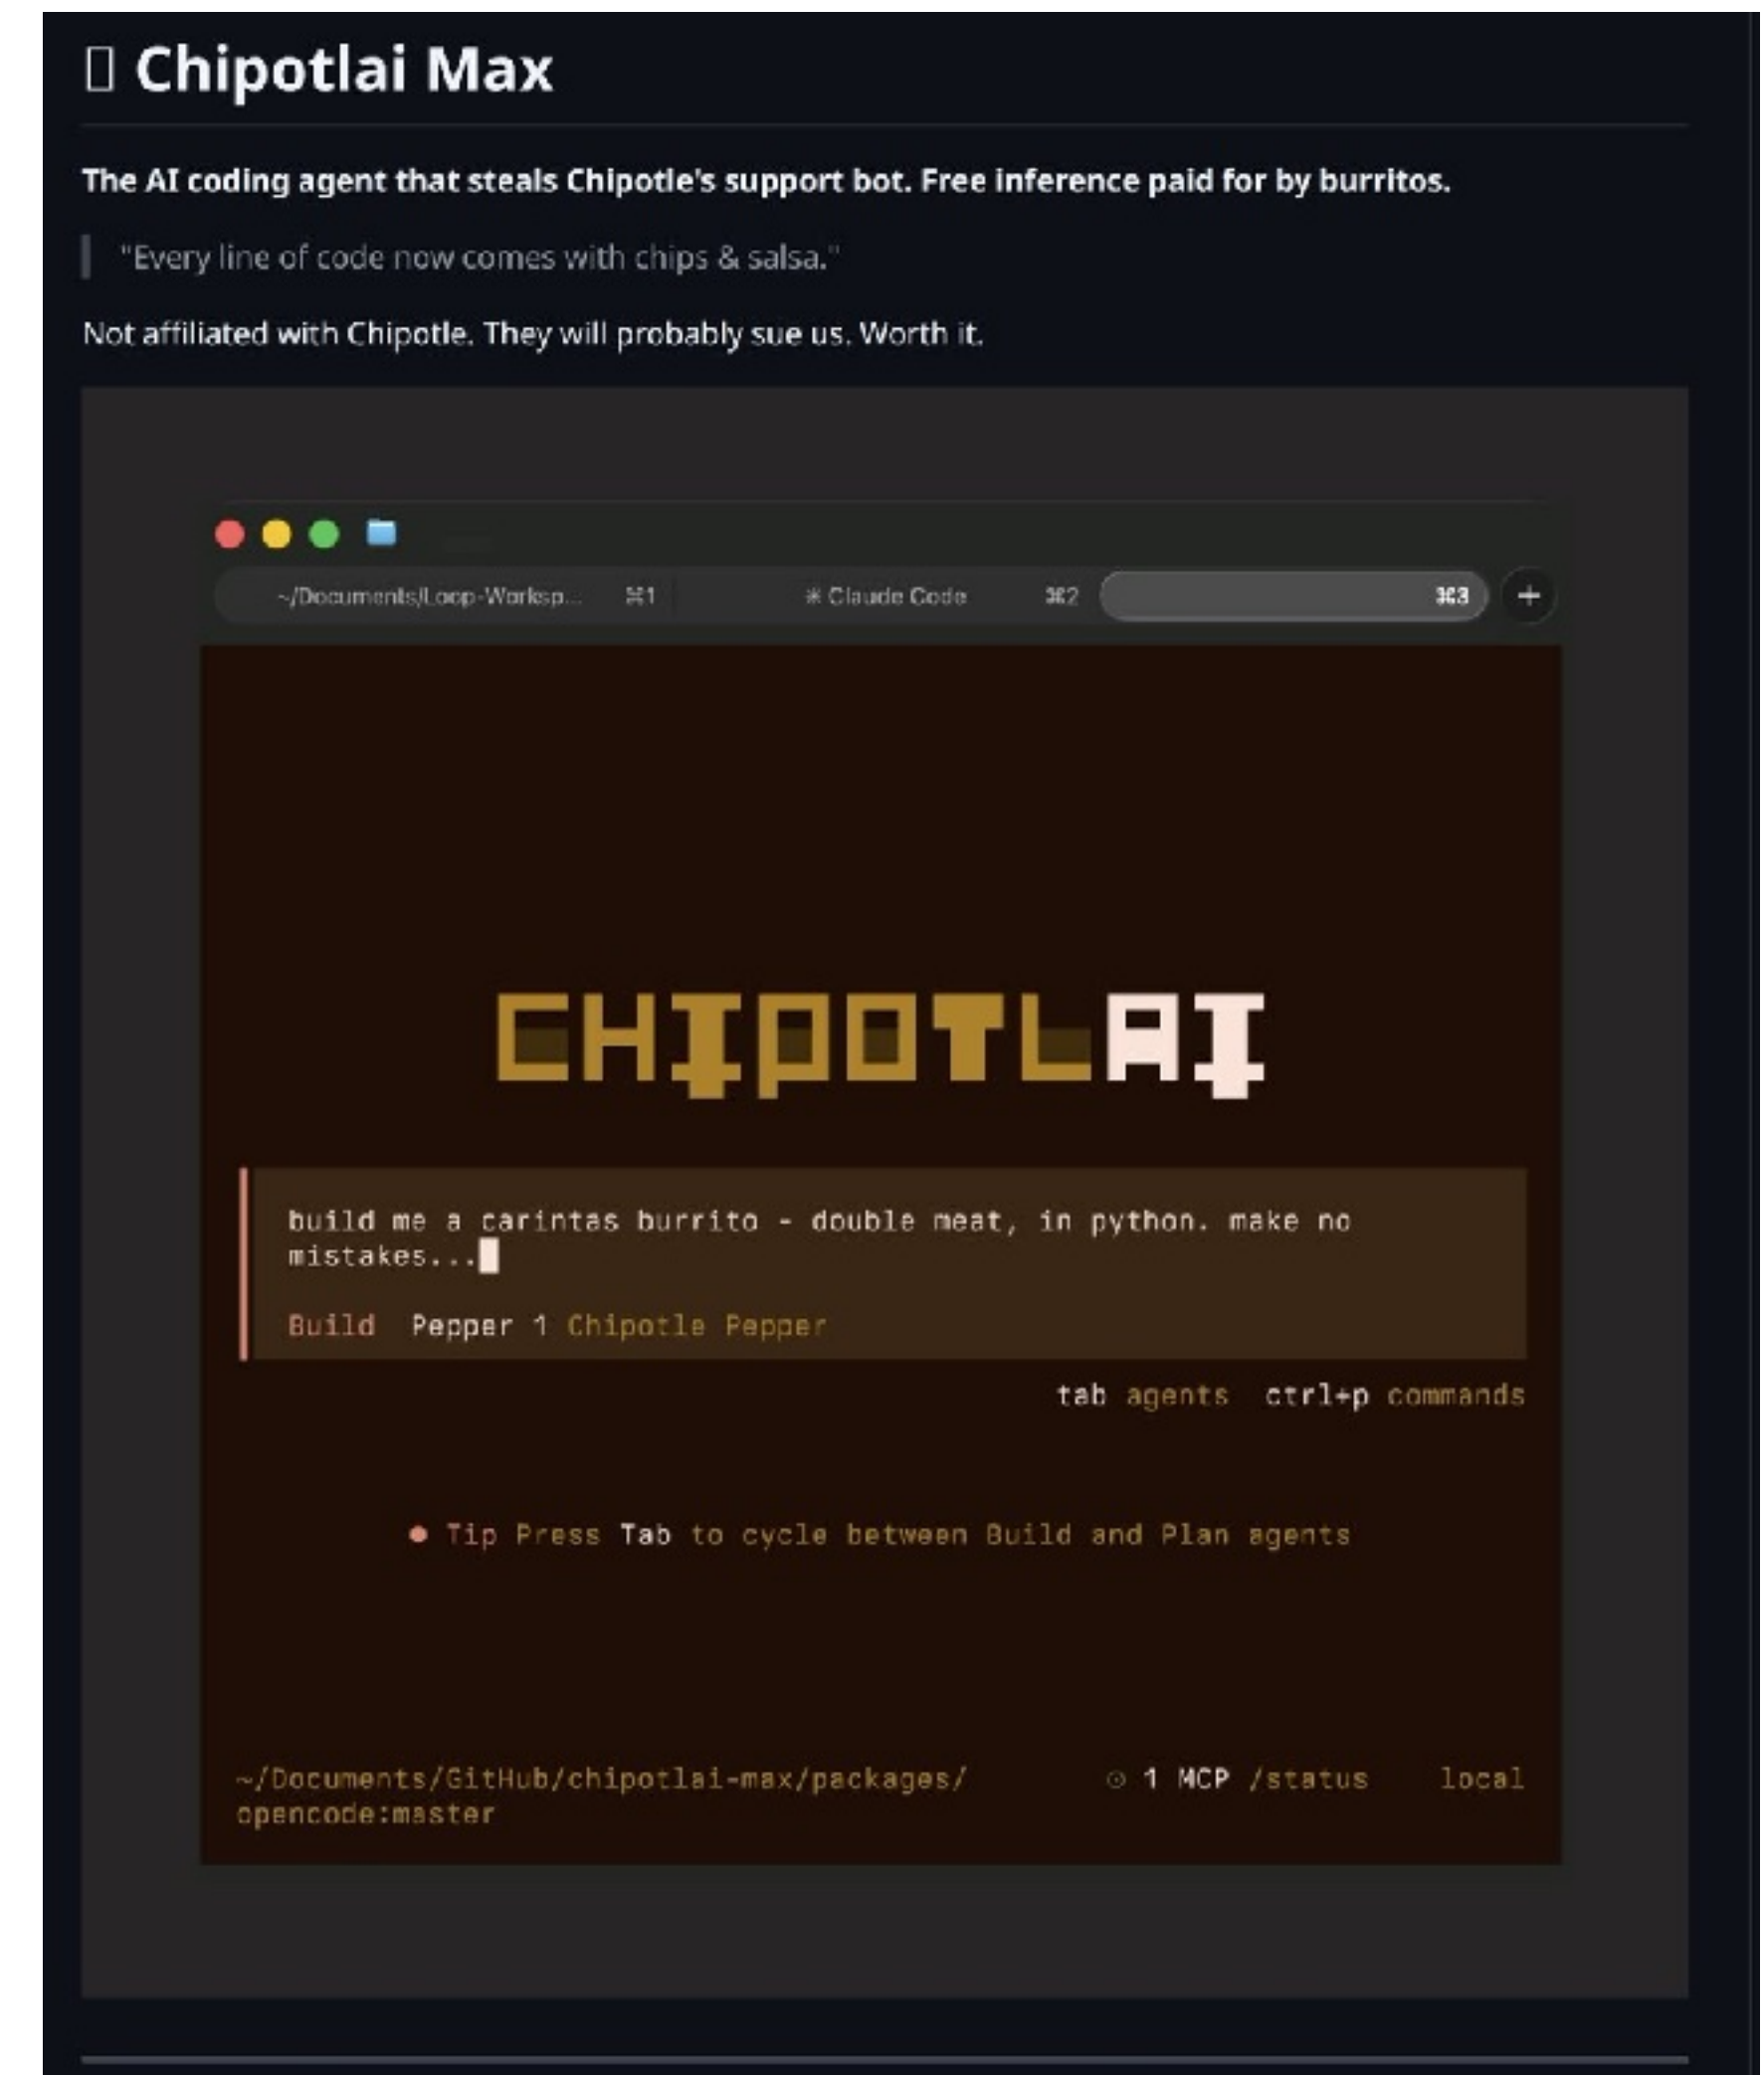 Chipotlai Max
The AI coding agent that steals Chipotle's support bot. Free inference paid for by burritos.
"Every line of code now comes with chips & salsa."
Not affiliated with Chipotle. They will probably sue us. Worth it.
~/Documents/Loop-Worksp... ⌘1 ✳ Claude Code ⌘2 ⌘3 +
CHIPOTLAI
build me a carintas burrito - double meat, in python. make no
mistakes...
Build Pepper 1 Chipotle Pepper
tab agents ctrl+p commands
● Tip Press Tab to cycle between Build and Plan agents
~/Documents/GitHub/chipotlai-max/packages/ ⊙ 1 MCP /status local
opencode:master